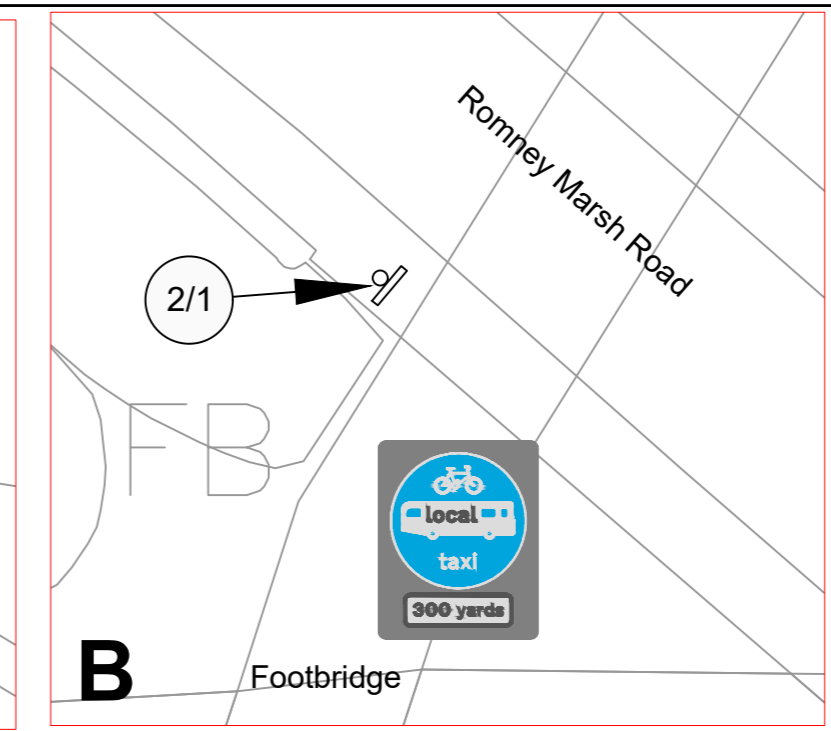 Romney Marsh Road
2/1
FB
local
taxi
300 yards
B
Footbridge